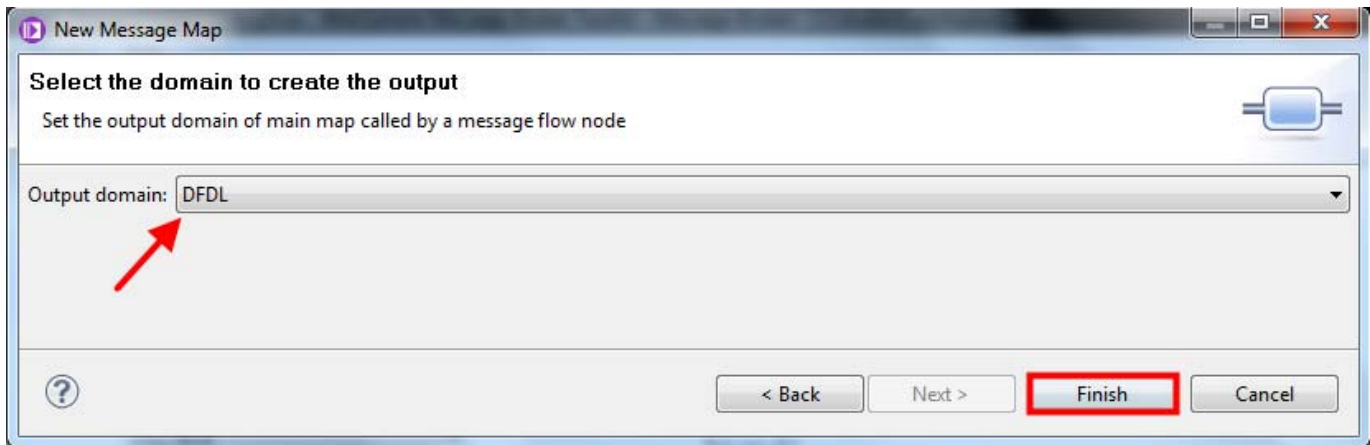 New Message Map
Select the domain to create the output
Set the output domain of main map called by a message flow node
Output domain: DFDL
< Back Next > Finish Cancel